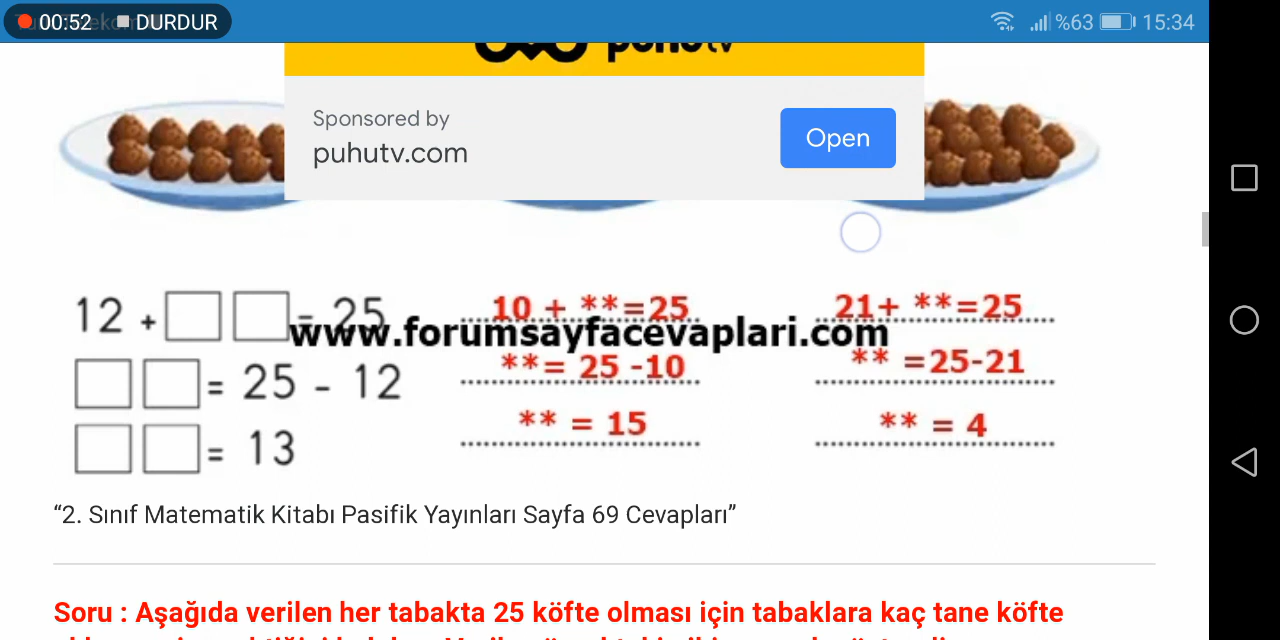 00:52 DURDUR
%63 15:34
puhutv
Sponsored by
puhutv.com
Open
12 + = 25
10 + **=25
21+ **=25
www.forumsayfacevaplari.com
= 25 - 12
**= 25 -10
** =25-21
= 13
** = 15
** = 4
“2. Sınıf Matematik Kitabı Pasifik Yayınları Sayfa 69 Cevapları”
Soru : Aşağıda verilen her tabakta 25 köfte olması için tabaklara kaç tane köfte